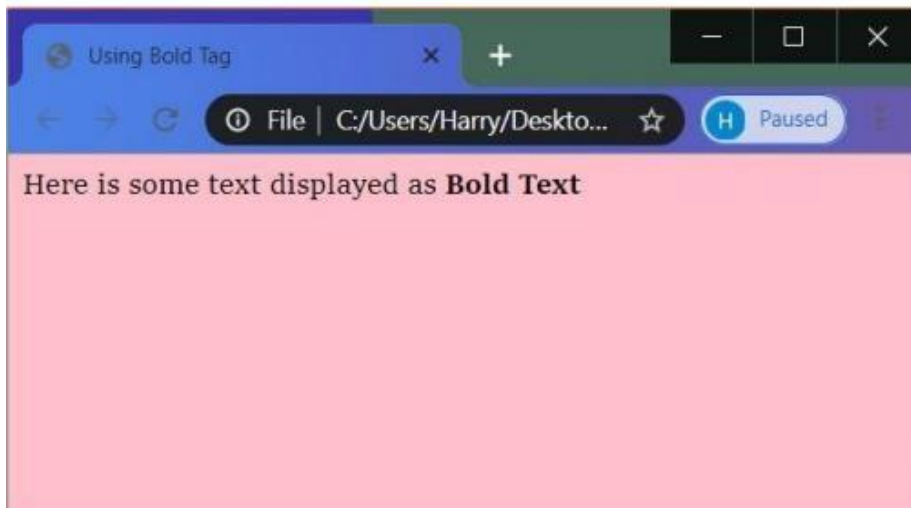 Using Bold Tag
File | C:/Users/Harry/Deskto...
H Paused
Here is some text displayed as Bold Text